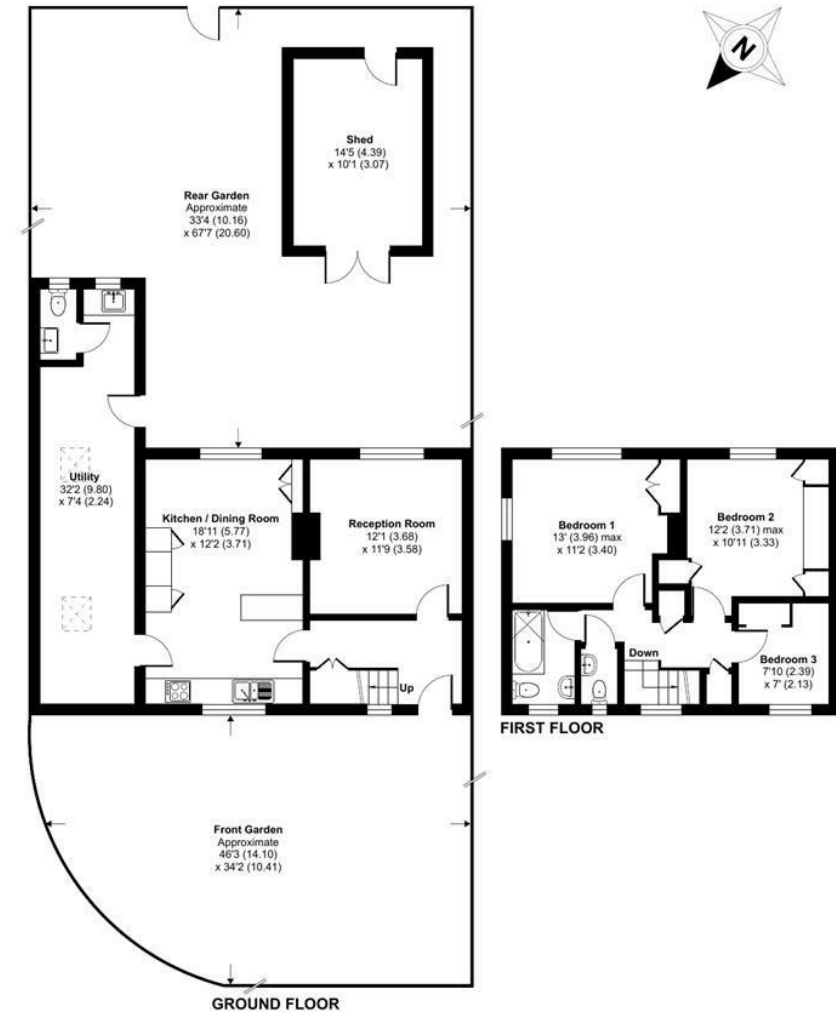 N
Shed
14'5 (4.39)
x 10'1 (3.07)
Rear Garden
Approximate
33'4 (10.16)
x 67'7 (20.60)
Utility
32'2 (9.80)
x 7'4 (2.24)
Kitchen / Dining Room
18'11 (5.77)
x 12'2 (3.71)
Reception Room
12'1 (3.68)
x 11'9 (3.58)
Up
Bedroom 1
13' (3.96) max
x 11'2 (3.40)
Bedroom 2
12'2 (3.71) max
x 10'11 (3.33)
Down
Bedroom 3
7'10 (2.39)
x 7' (2.13)
FIRST FLOOR
Front Garden
Approximate
46'3 (14.10)
x 34'2 (10.41)
GROUND FLOOR